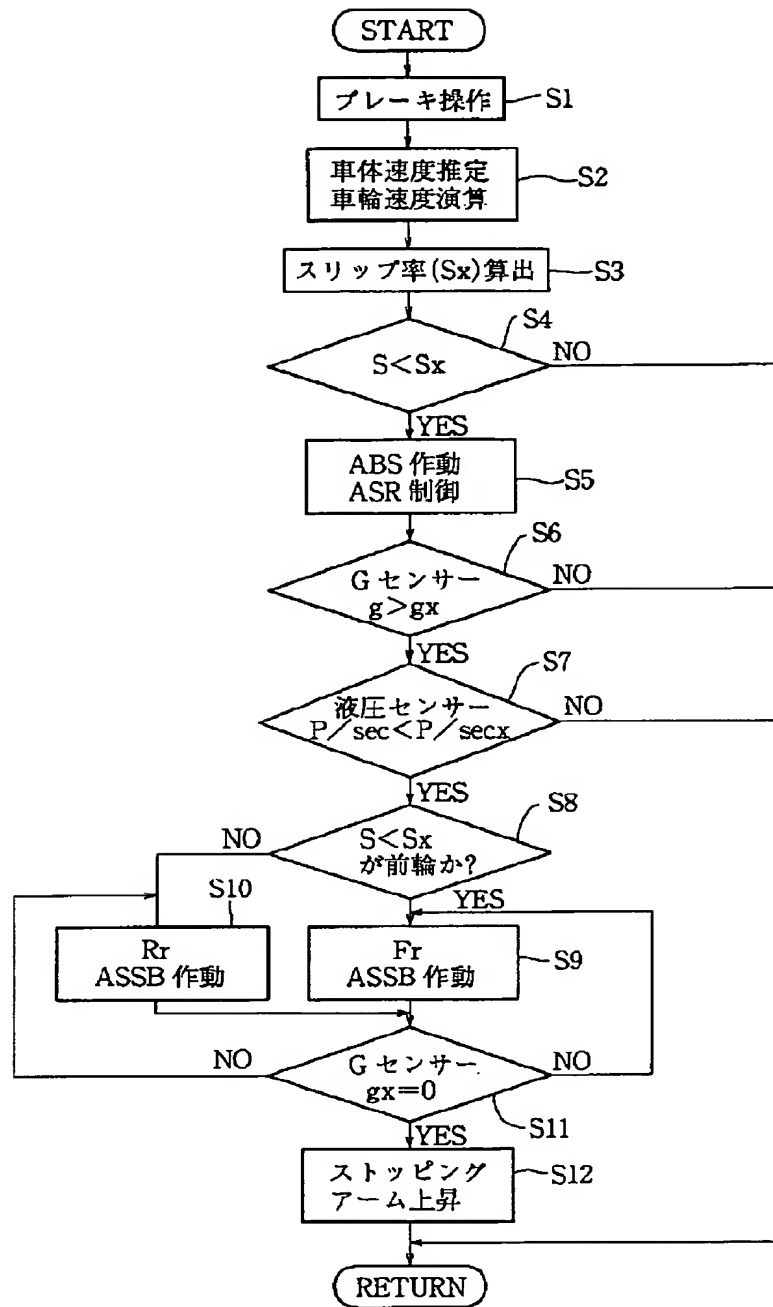 START
ブレーキ操作
S1
車体速度推定
車輪速度演算
S2
スリップ率(Sx)算出
S3
S4
S<Sx
NO
YES
ABS 作動
ASR 制御
S5
S6
G センサー
g>gx
NO
YES
S7
液圧センサー
P/sec<P/secx
NO
YES
S8
NO
S<Sx
が前輪か?
YES
S10
Rr
ASSB 作動
Fr
ASSB 作動
S9
NO
G センサー
gx=0
NO
S11
YES
ストッピング
アーム上昇
S12
RETURN